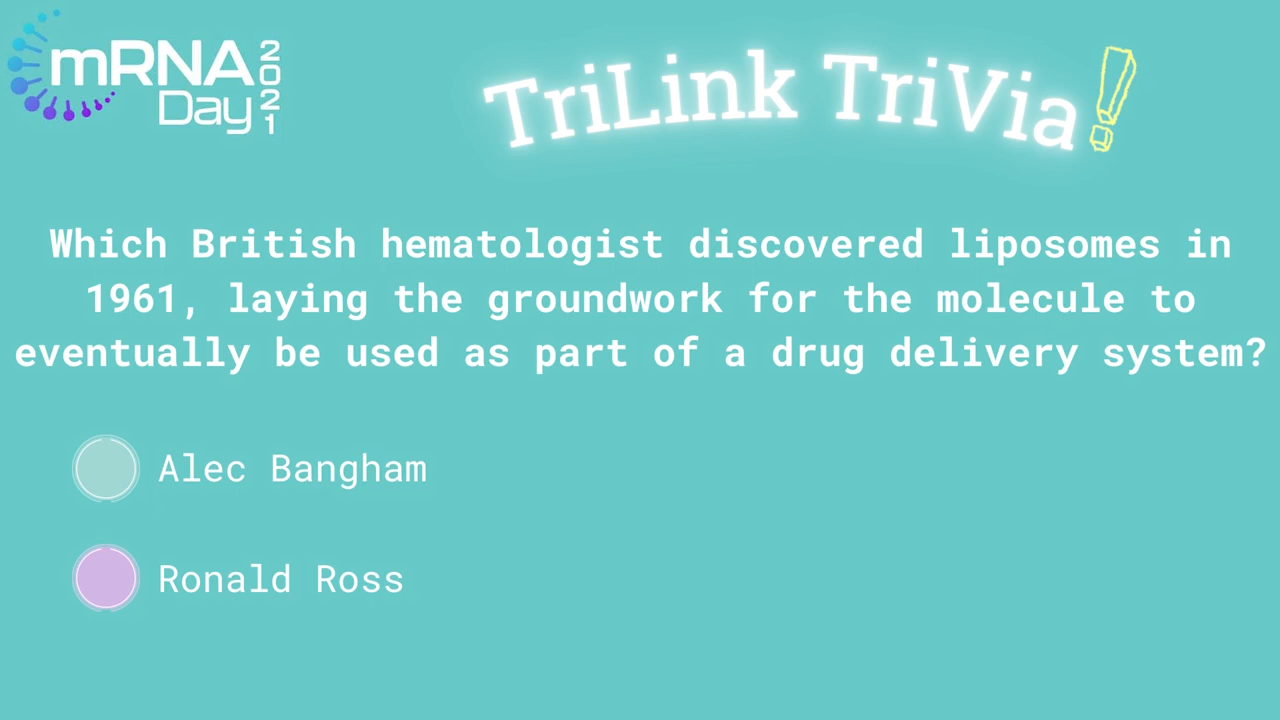 mRNA
Day 2021
TriLink TriVia!
Which British hematologist discovered liposomes in
1961, laying the groundwork for the molecule to
eventually be used as part of a drug delivery system?
Alec Bangham
Ronald Ross